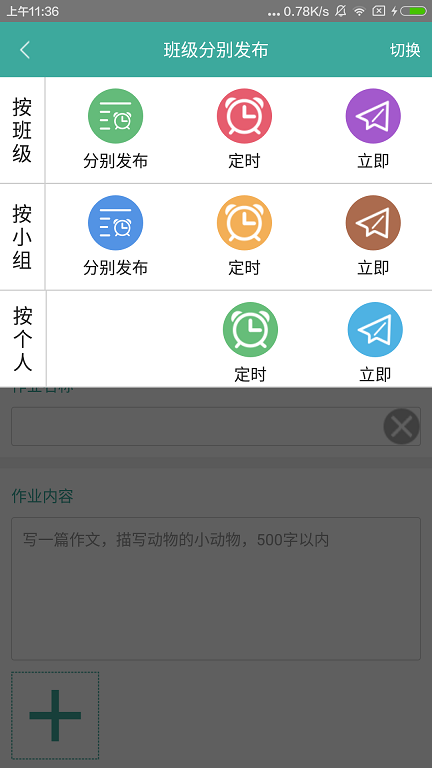 上午11:36
... 0.78K/s
班级分别发布
切换
按班级
分别发布
定时
立即
按小组
分别发布
定时
立即
按个人
定时
立即
作业名称
作业内容
写一篇作文，描写动物的小动物，500字以内